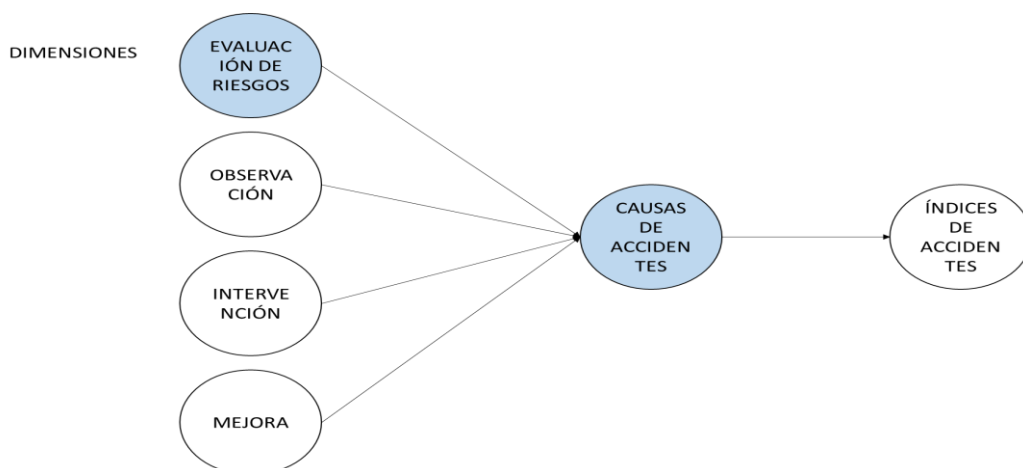 DIMENSIONES
EVALUAC
IÓN DE
RIESGOS
OBSERVA
CIÓN
INTERVE
NCIÓN
MEJORA
CAUSAS
DE
ACCIDEN
TES
ÍNDICES
DE
ACCIDEN
TES